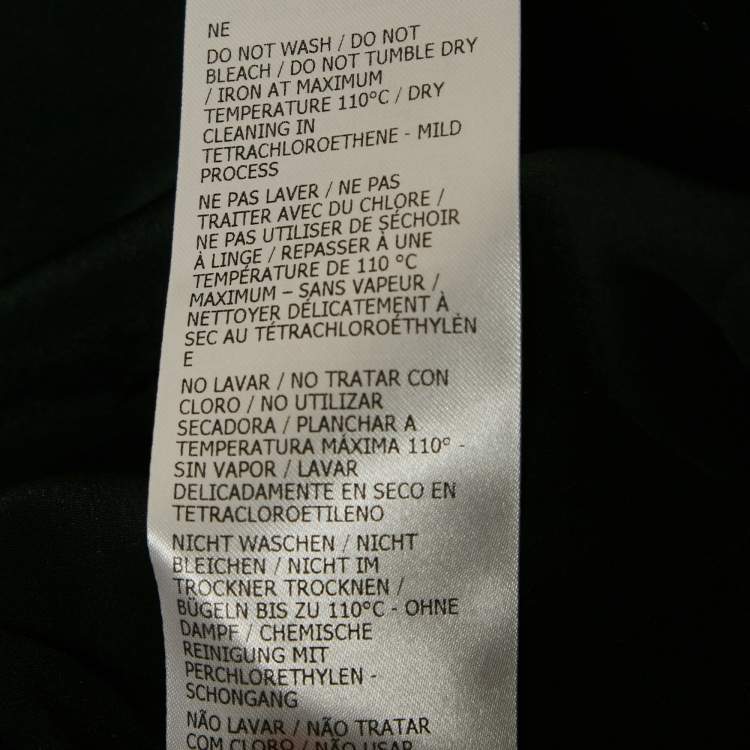 NE
DO NOT WASH / DO NOT
BLEACH / DO NOT TUMBLE DRY
/ IRON AT MAXIMUM
TEMPERATURE 110°C / DRY
CLEANING IN
TETRACHLOROETHENE - MILD
PROCESS
NE PAS LAVER / NE PAS
TRAITER AVEC DU CHLORE /
NE PAS UTILISER DE SÉCHOIR
À LINGE / REPASSER À UNE
TEMPÉRATURE DE 110 °C
MAXIMUM – SANS VAPEUR /
NETTOYER DÉLICATEMENT À
SEC AU TÉTRACHLOROÉTHYLÈN
E
NO LAVAR / NO TRATAR CON
CLORO / NO UTILIZAR
SECADORA / PLANCHAR A
TEMPERATURA MÁXIMA 110° -
SIN VAPOR / LAVAR
DELICADAMENTE EN SECO EN
TETRACLOROETILENO
NICHT WASCHEN / NICHT
BLEICHEN / NICHT IM
TROCKNER TROCKNEN /
BÜGELN BIS ZU 110°C - OHNE
DAMPF / CHEMISCHE
REINIGUNG MIT
PERCHLORETHYLEN -
SCHONGANG
NÃO LAVAR / NÃO TRATAR
COM CLORO / NÃO USAR